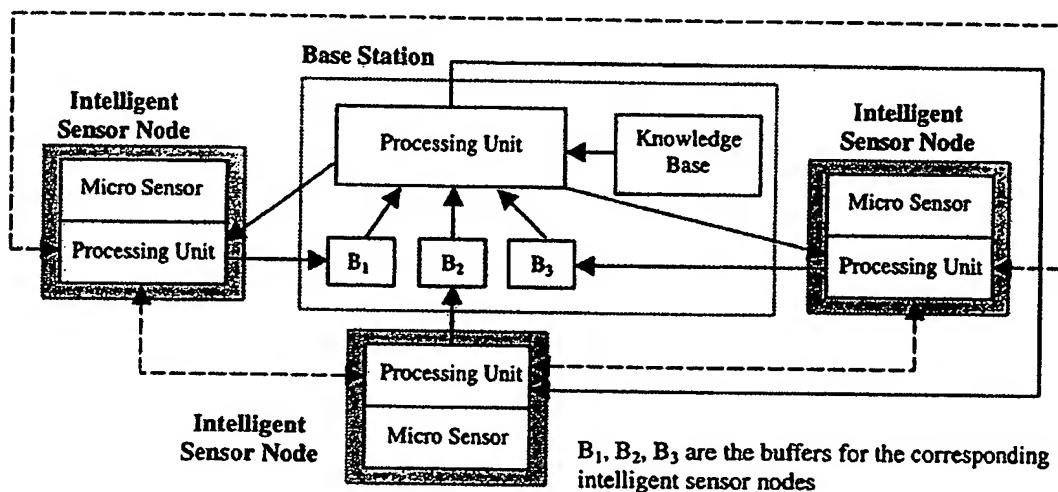 Base Station
Intelligent
Sensor Node
Micro Sensor
Processing Unit
Processing Unit
Knowledge
Base
Intelligent
Sensor Node
Micro Sensor
Processing Unit
B₁
B₂
B₃
Processing Unit
Micro Sensor
Intelligent
Sensor Node
B₁, B₂, B₃ are the buffers for the corresponding
intelligent sensor nodes